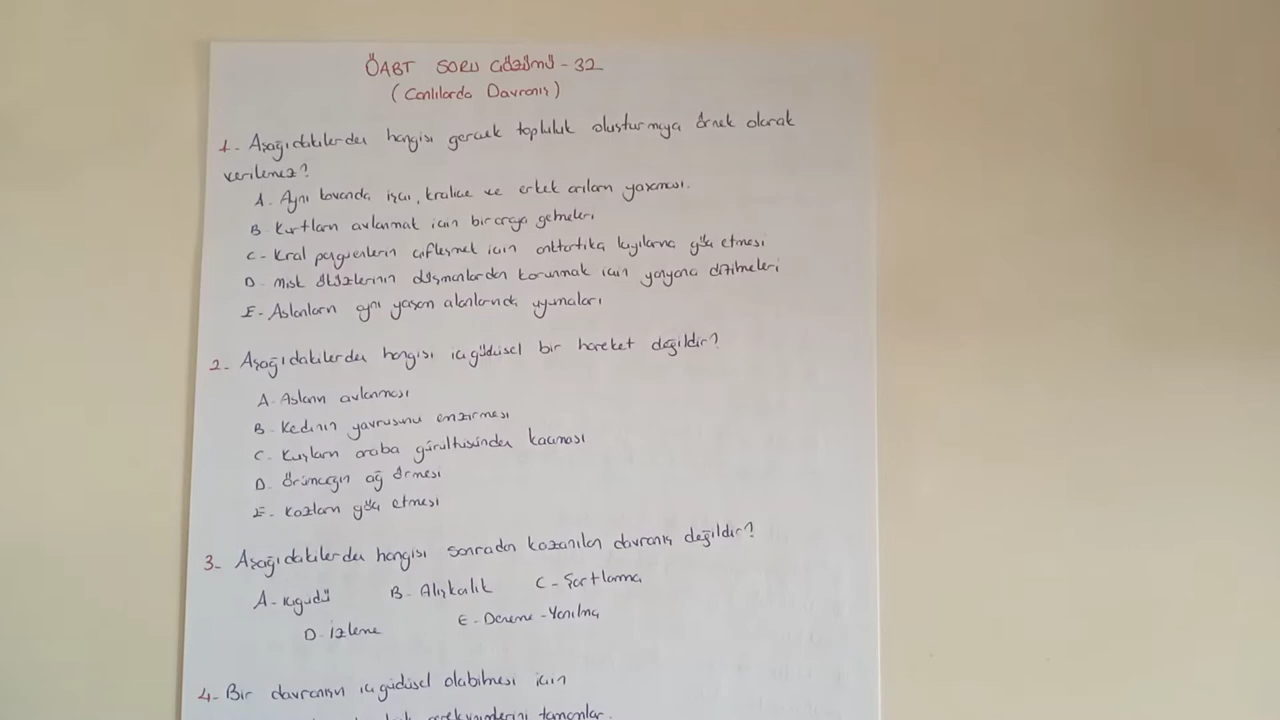 ÖABT SORU ÇÖZÜMÜ - 32
(Canlılarda Davranış)
1- Aşağıdakilerden hangisi gerçek topluluk oluşturmaya örnek olarak
verilemez?
A. Aynı kovanda işçi, kraliçe ve erkek arıların yaşaması.
B. Kurtların avlanmak için bir araya gelmeleri
C- Kral penguenlerin çiftleşmek için antartika kıyılarına göç etmesi
D. Misk öküzlerinin düşmanlardan korunmak için yanyana dizilmeleri
E- Aslanların aynı yaşam alanlarında uyumaları
2- Aşağıdakilerden hangisi içgüdüsel bir hareket değildir?
A. Aslanın avlanması
B. Kedinin yavrusunu emzirmesi
C. Kuşların araba gürültüsünden kaçması
D. Örümceğin ağ örmesi
E. Kazların göç etmesi
3- Aşağıdakilerden hangisi sonradan kazanılan davranış değildir?
A- İçgüdü B- Alışkanlık C- Şartlanma
D. İzleme E- Deneme - Yanılma
4- Bir davranışın içgüdüsel olabilmesi için
tamamlar.